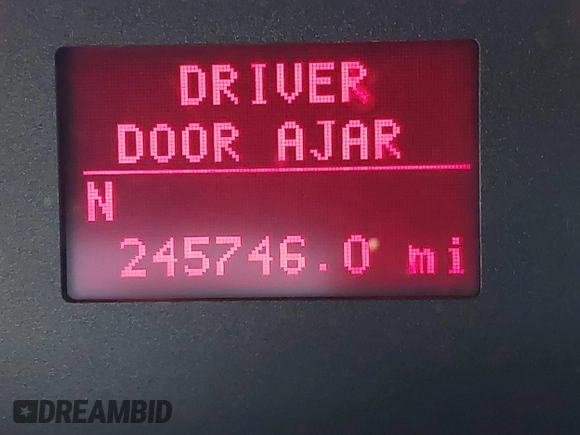 DRIVER
DOOR AJAR
N
245746.0 mi
DREAMBID